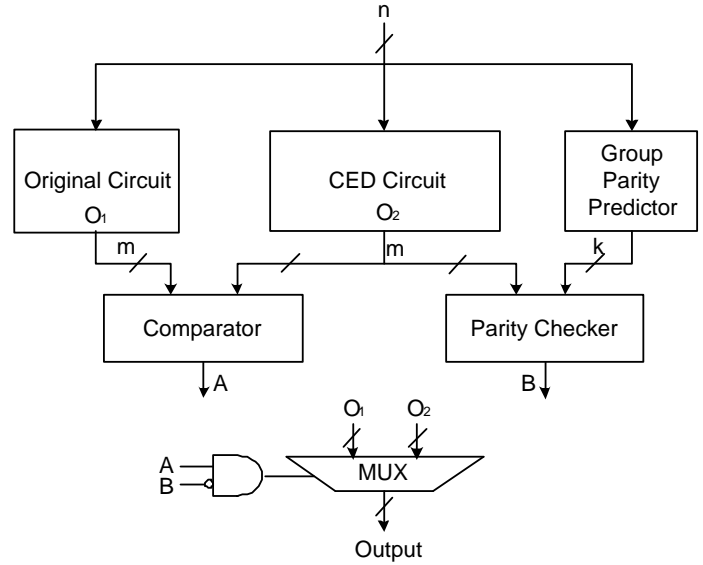 n
Original Circuit
O1
CED Circuit
O2
Group
Parity
Predictor
m
m
k
Comparator
Parity Checker
A
B
O1
O2
A
B
MUX
Output